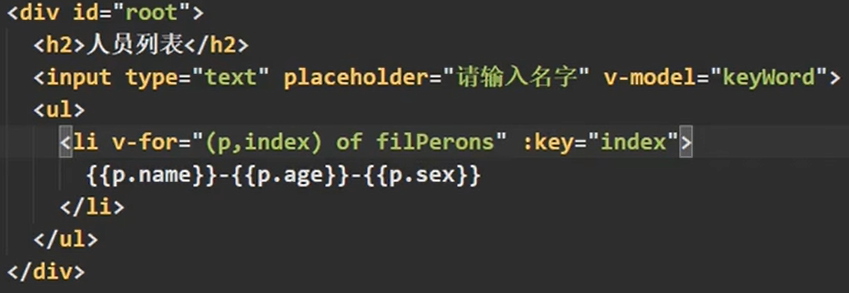 <div id="root">
<h2>人员列表</h2>
<input type="text" placeholder="请输入名字" v-model="keyWord">
<ul>
<li v-for="(p,index) of filPerons" :key="index">
{{p.name}}-{{p.age}}-{{p.sex}}
</li>
</ul>
</div>